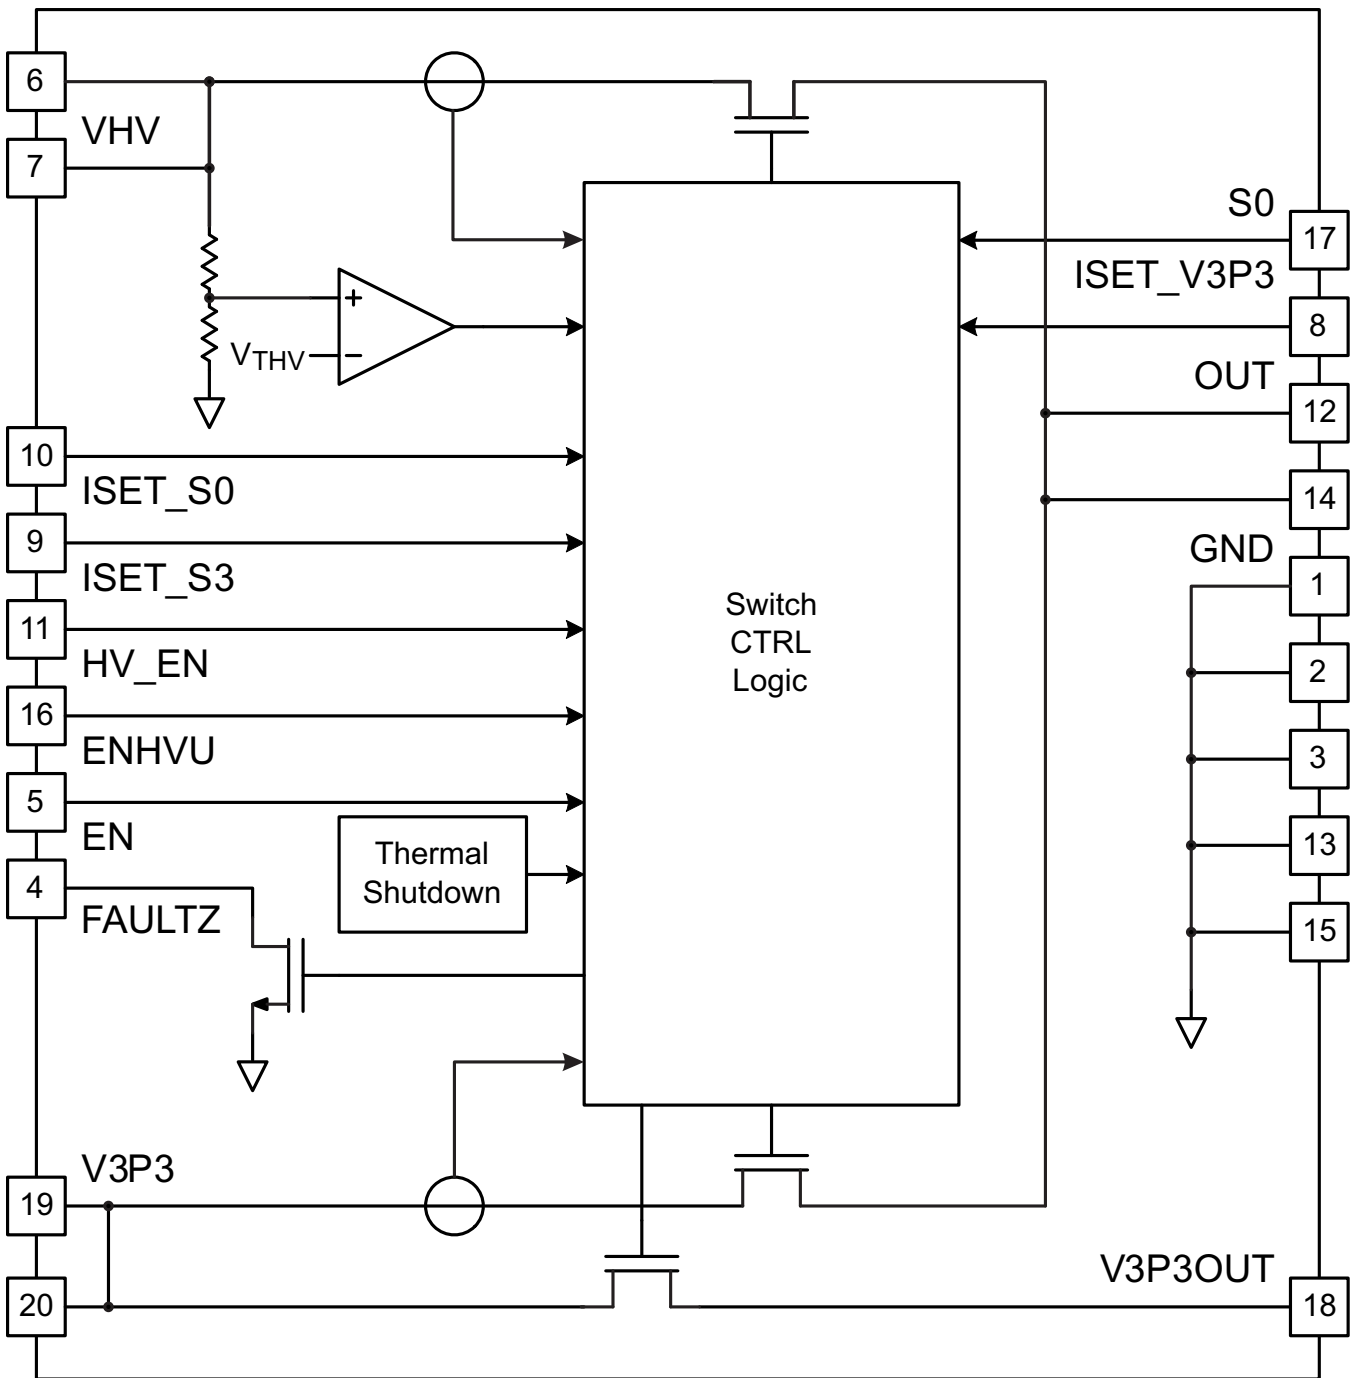 6
VHV
7
S0
17
ISET_V3P3
8
+
VTHV
−
OUT
12
10
ISET_S0
14
9
ISET_S3
GND
1
11
HV_EN
Switch
CTRL
Logic
2
16
ENHVU
3
5
EN
Thermal
Shutdown
13
4
FAULTZ
15
V3P3
19
V3P3OUT
20
18